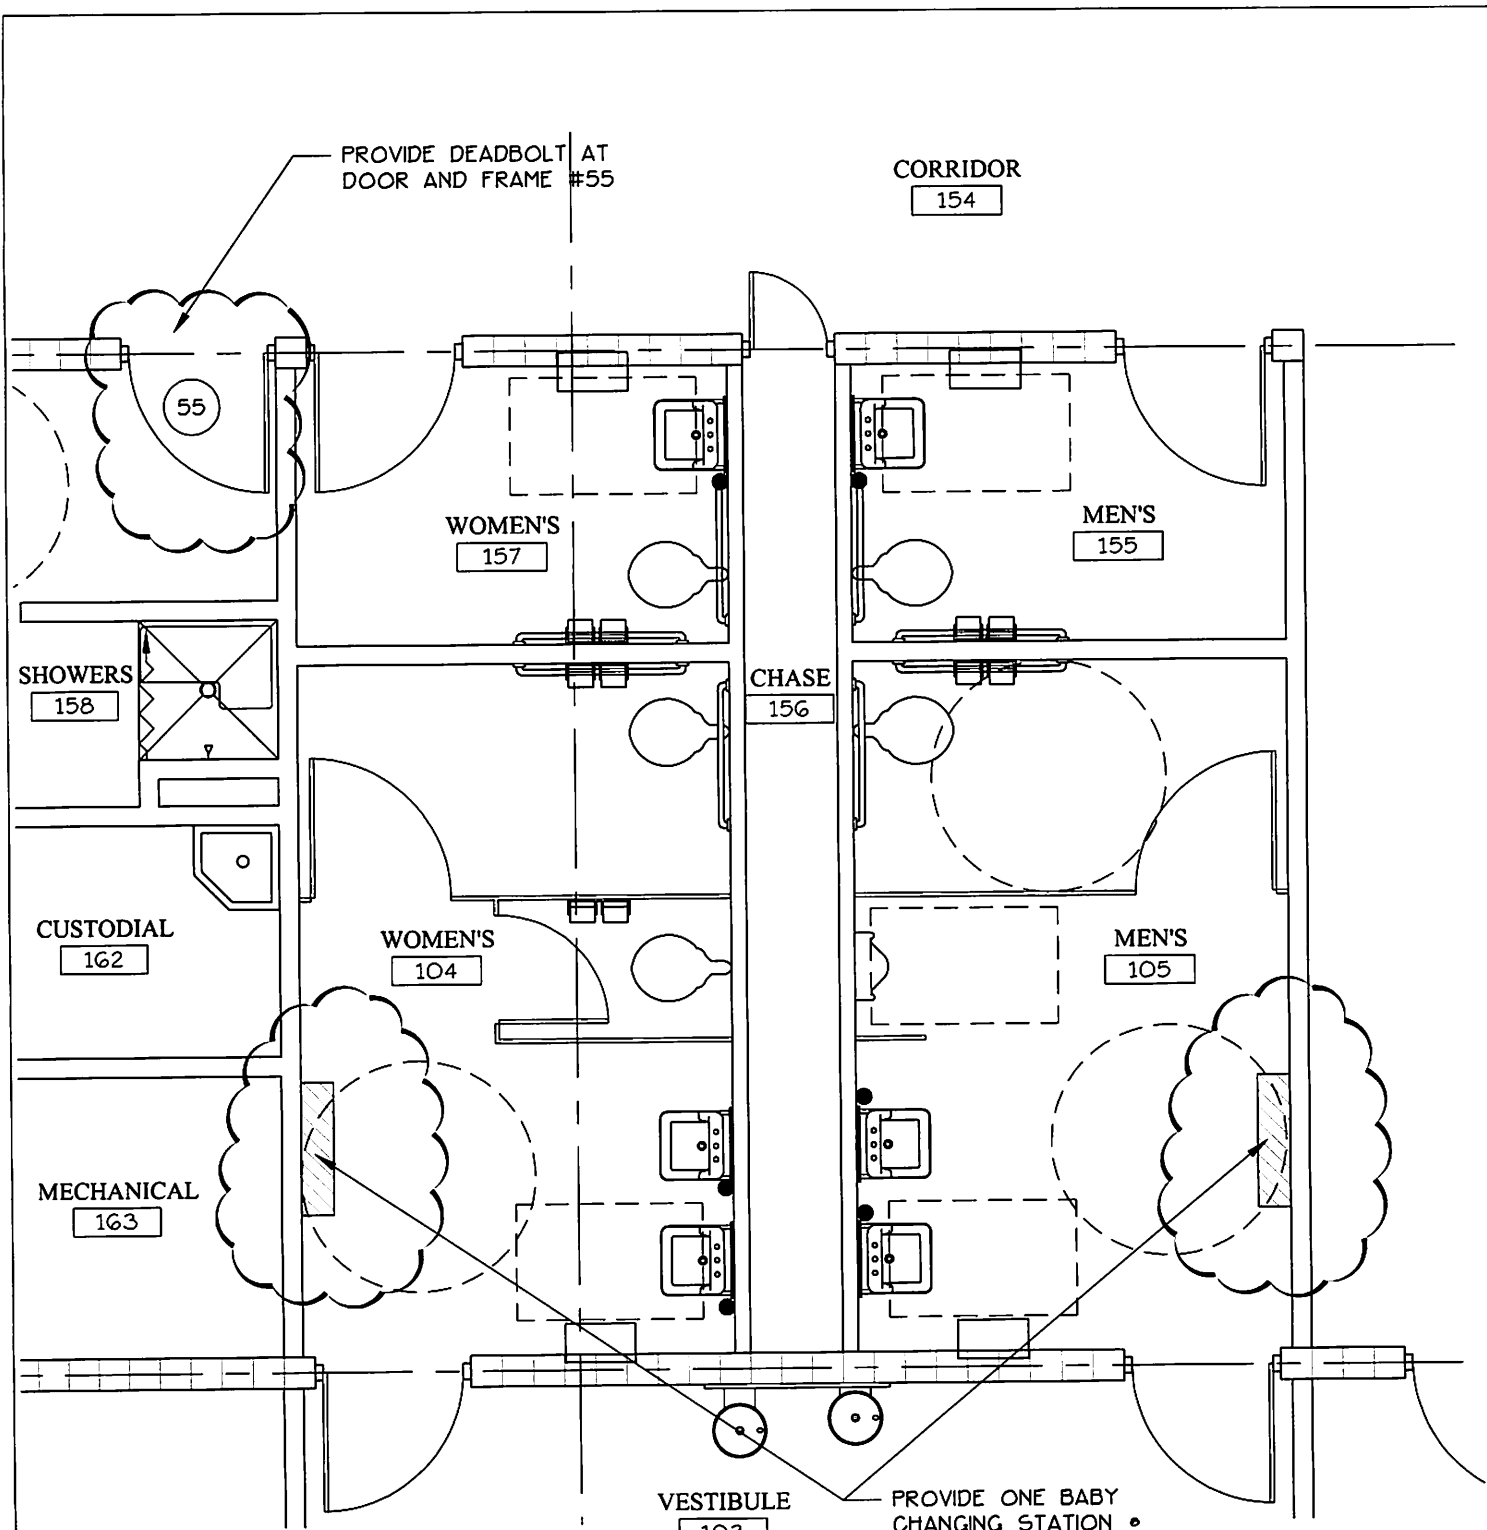 PROVIDE DEADBOLT AT
DOOR AND FRAME #55
CORRIDOR
154
55
WOMEN'S
157
MEN'S
155
SHOWERS
158
CHASE
156
CUSTODIAL
162
WOMEN'S
104
MEN'S
105
MECHANICAL
163
VESTIBULE
103
PROVIDE ONE BABY
CHANGING STATION @